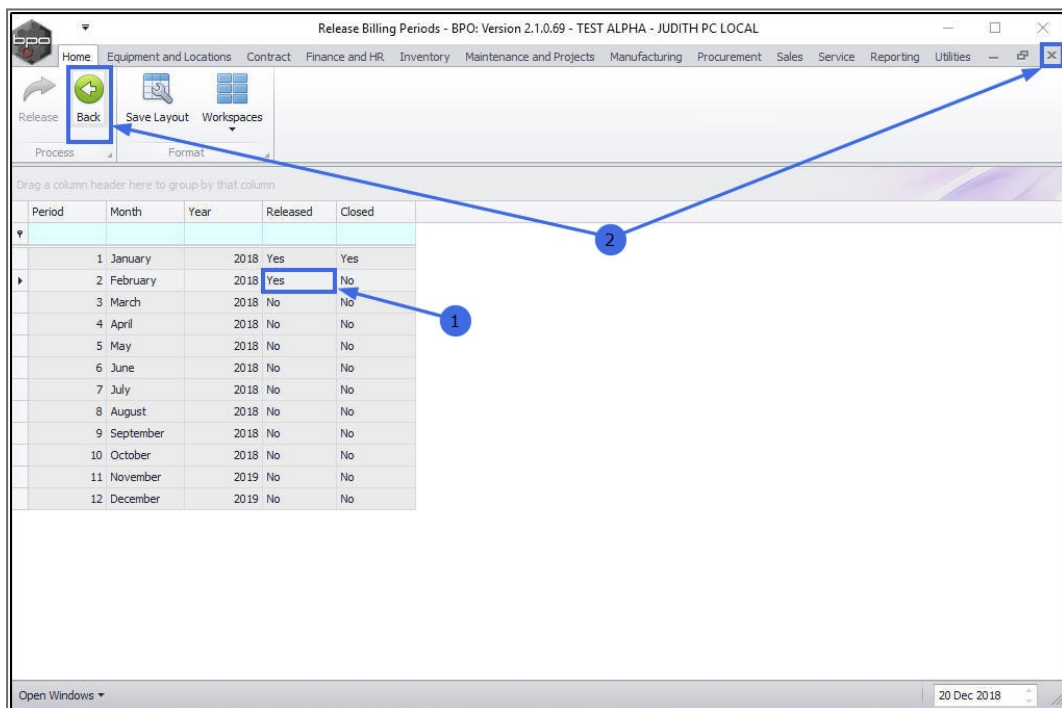 Release Billing Periods - BPO: Version 2.1.0.69 - TEST ALPHA - JUDITH PC LOCAL
BPO
Home Equipment and Locations Contract Finance and HR Inventory Maintenance and Projects Manufacturing Procurement Sales Service Reporting Utilities
Release Back Save Layout Workspaces
Process Format
Drag a column header here to group by that column
Period Month Year Released Closed
2
1 January 2018 Yes Yes
2 February 2018 Yes No
3 March 2018 No No
1
4 April 2018 No No
5 May 2018 No No
6 June 2018 No No
7 July 2018 No No
8 August 2018 No No
9 September 2018 No No
10 October 2018 No No
11 November 2019 No No
12 December 2019 No No
Open Windows 20 Dec 2018